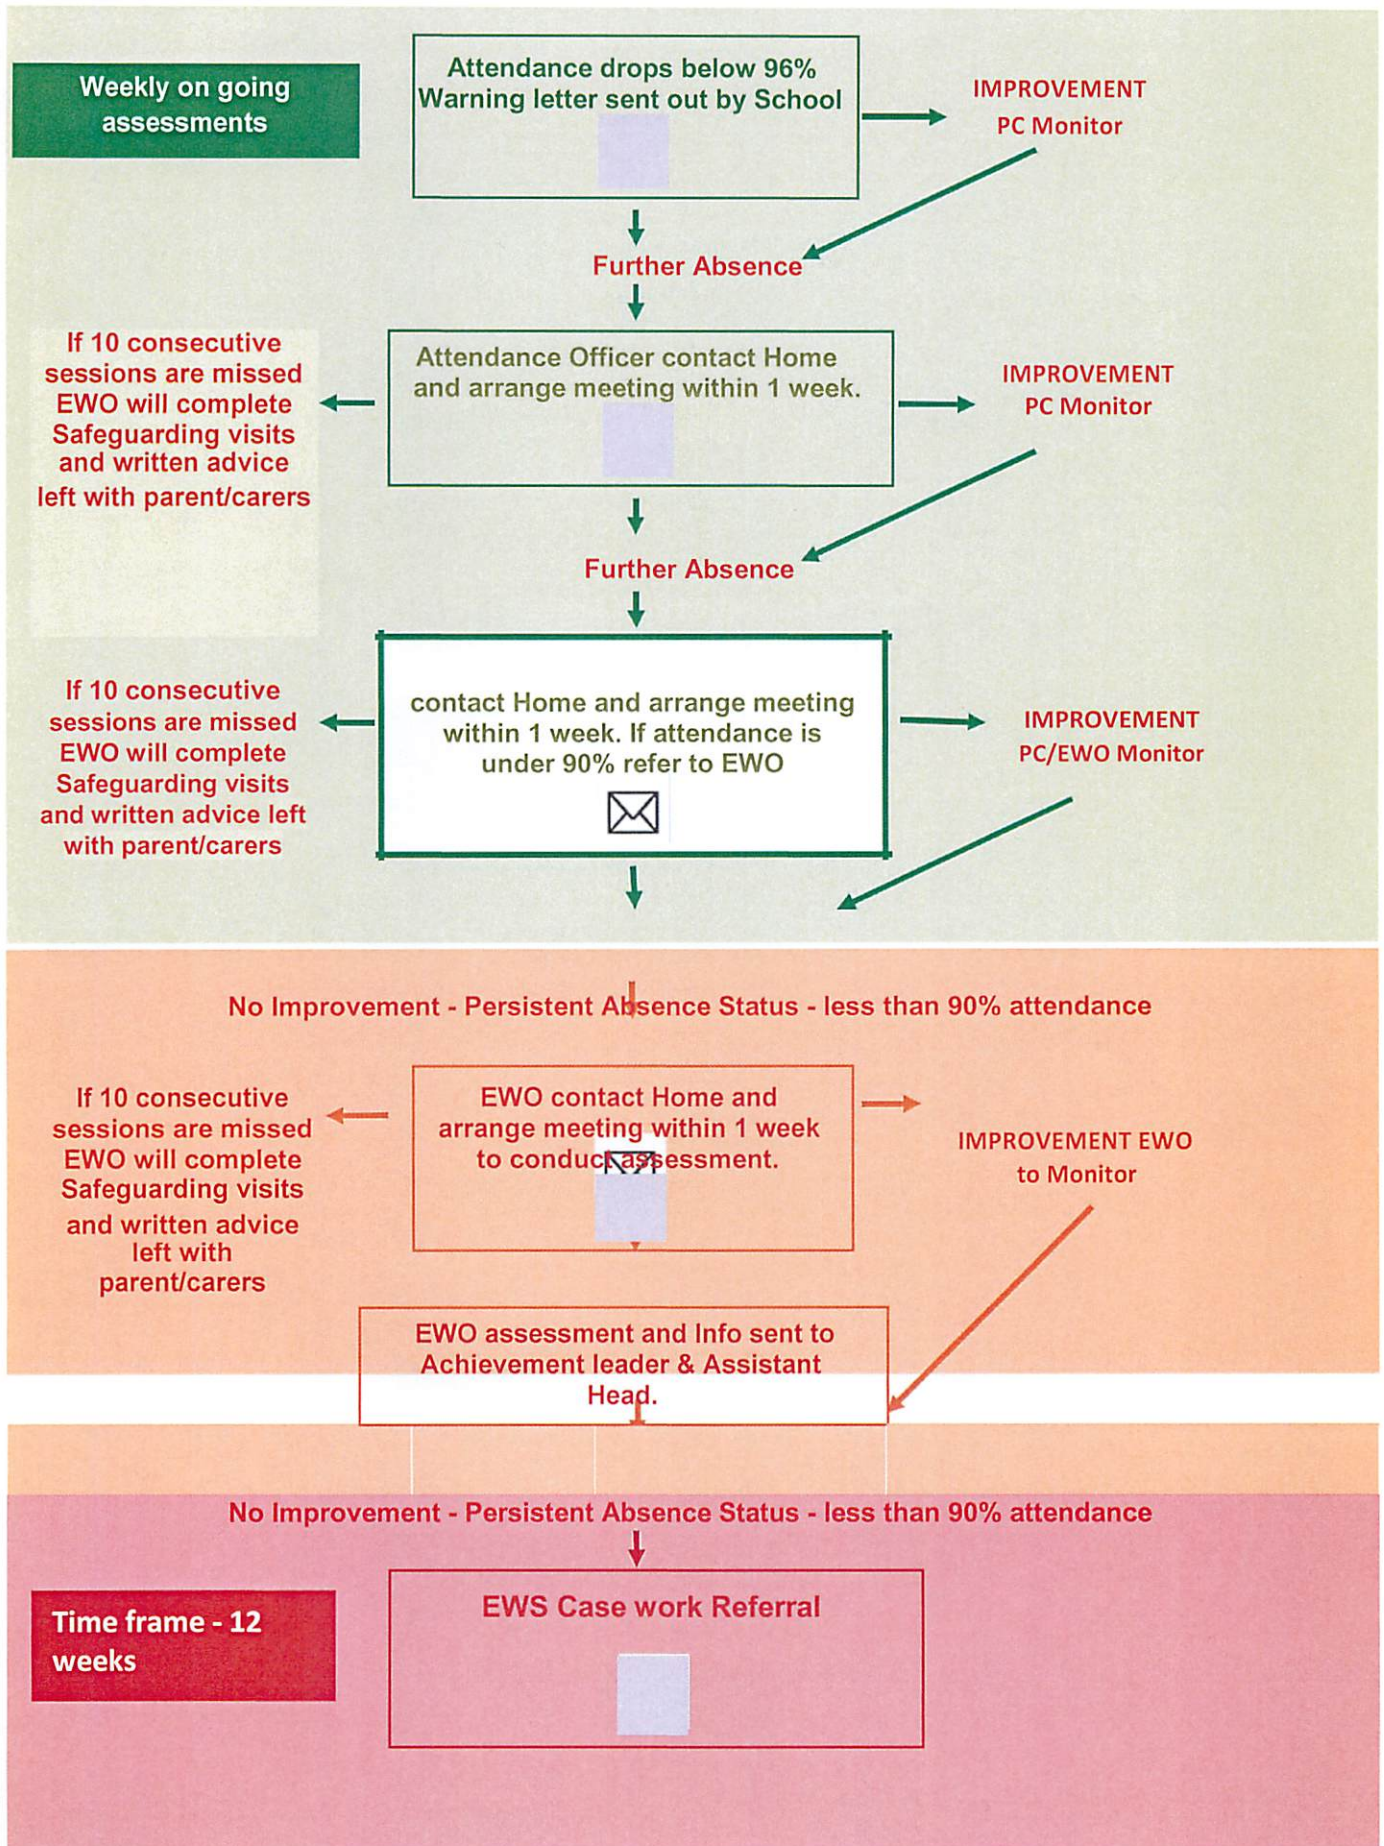 Weekly on going
assessments
Attendance drops below 96%
Warning letter sent out by School
IMPROVEMENT
PC Monitor
Further Absence
If 10 consecutive
sessions are missed
EWO will complete
Safeguarding visits
and written advice
left with parent/carers
Attendance Officer contact Home
and arrange meeting within 1 week.
IMPROVEMENT
PC Monitor
Further Absence
If 10 consecutive
sessions are missed
EWO will complete
Safeguarding visits
and written advice left
with parent/carers
contact Home and arrange meeting
within 1 week. If attendance is
under 90% refer to EWO
IMPROVEMENT
PC/EWO Monitor
No Improvement - Persistent Absence Status - less than 90% attendance
If 10 consecutive
sessions are missed
EWO will complete
Safeguarding visits
and written advice
left with
parent/carers
EWO contact Home and
arrange meeting within 1 week
to conduct assessment.
IMPROVEMENT EWO
to Monitor
EWO assessment and Info sent to
Achievement leader & Assistant
Head.
No Improvement - Persistent Absence Status - less than 90% attendance
Time frame - 12
weeks
EWS Case work Referral